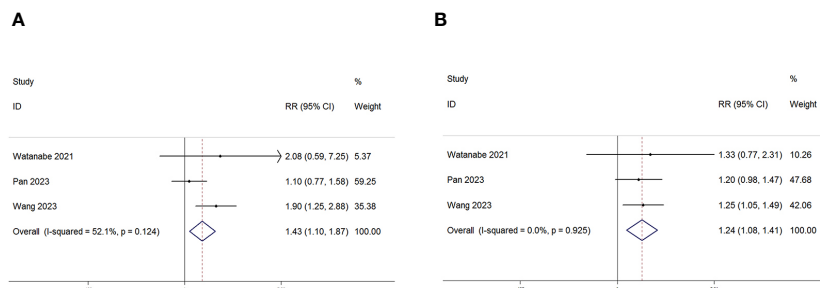 A
Study %
ID RR (95% CI) Weight
Watanabe 2021 2.08 (0.59, 7.25) 5.37
Pan 2023 1.10 (0.77, 1.58) 59.25
Wang 2023 1.90 (1.25, 2.88) 35.38
Overall (I-squared = 52.1%, p = 0.124) 1.43 (1.10, 1.87) 100.00
B
Study %
ID RR (95% CI) Weight
Watanabe 2021 1.33 (0.77, 2.31) 10.26
Pan 2023 1.20 (0.98, 1.47) 47.68
Wang 2023 1.25 (1.05, 1.49) 42.06
Overall (I-squared = 0.0%, p = 0.925) 1.24 (1.08, 1.41) 100.00